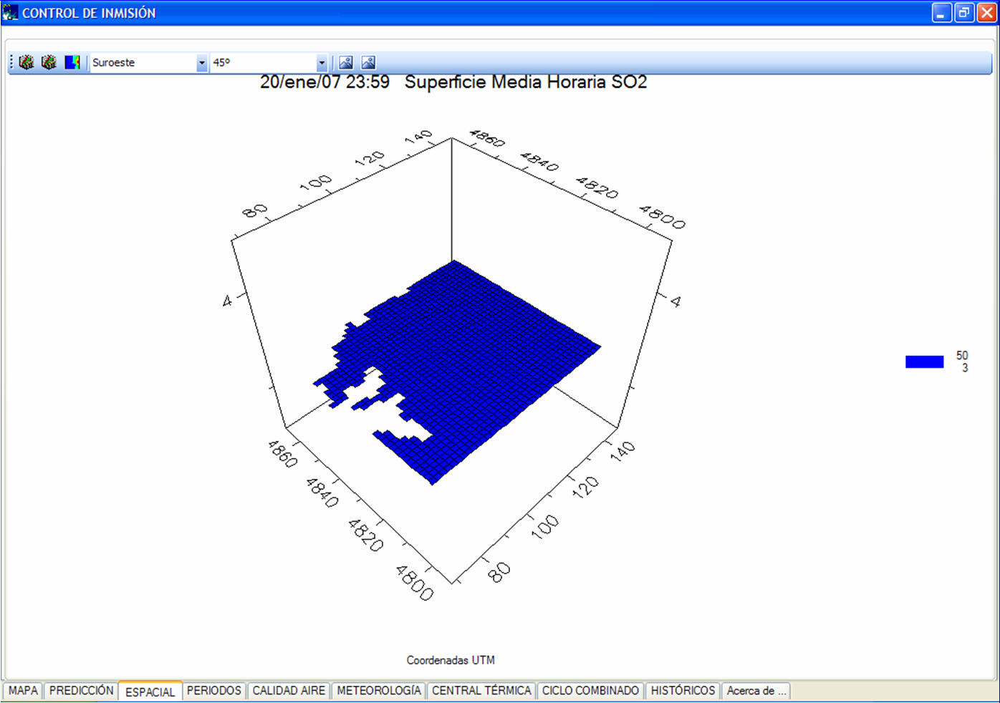 CONTROL DE INMISIÓN
Suroeste 45º
20/ene/07 23:59 Superficie Media Horaria SO2
80 100 120 140
4860 4840 4820 4800
4
4
50
3
4860 4840 4820 4800
80 100 120 140
Coordenadas UTM
MAPA PREDICCIÓN ESPACIAL PERIODOS CALIDAD AIRE METEOROLOGÍA CENTRAL TÉRMICA CICLO COMBINADO HISTÓRICOS Acerca de ...